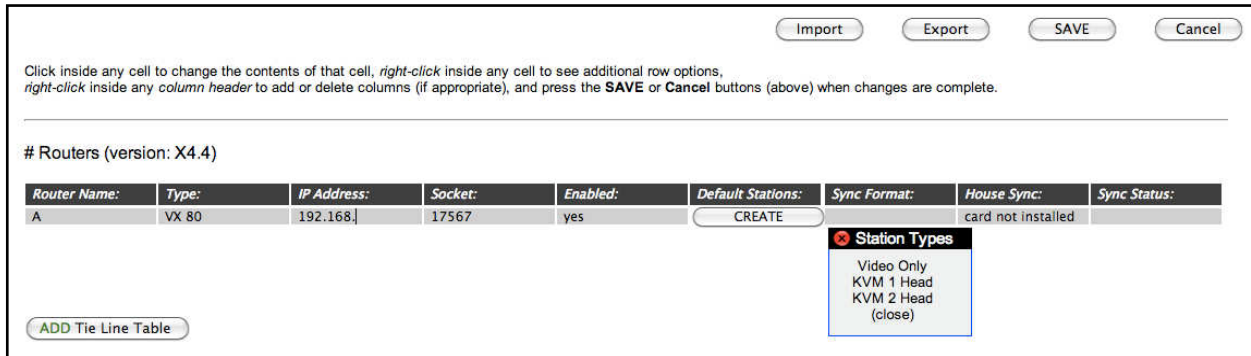 Import Export SAVE Cancel
Click inside any cell to change the contents of that cell, right-click inside any cell to see additional row options,
right-click inside any column header to add or delete columns (if appropriate), and press the SAVE or Cancel buttons (above) when changes are complete.
# Routers (version: X4.4)
Router Name: Type: IP Address: Socket: Enabled: Default Stations: Sync Format: House Sync: Sync Status:
A VX 80 192.168. 17567 yes CREATE card not installed
Station Types
Video Only
KVM 1 Head
KVM 2 Head
(close)
ADD Tie Line Table